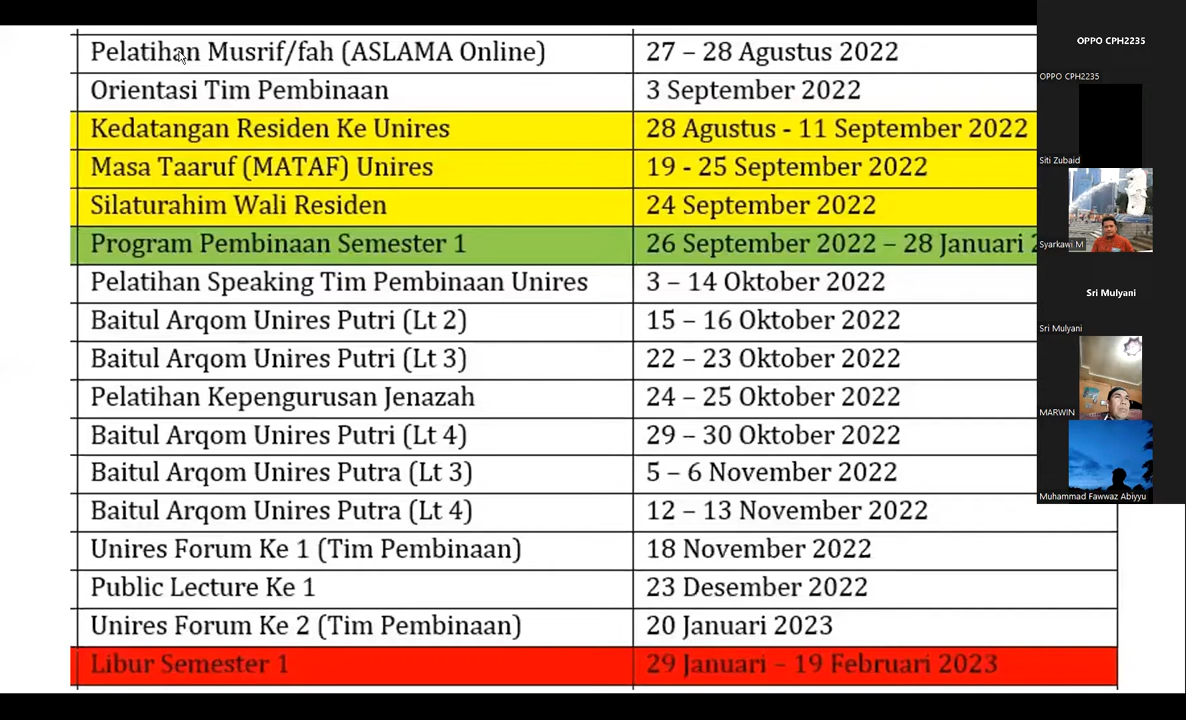 Pelatihan Musrif/fah (ASLAMA Online) 27 – 28 Agustus 2022
Orientasi Tim Pembinaan 3 September 2022
Kedatangan Residen Ke Unires 28 Agustus - 11 September 2022
Masa Taaruf (MATAF) Unires 19 - 25 September 2022
Silaturahim Wali Residen 24 September 2022
Program Pembinaan Semester 1 26 September 2022 – 28 Januari
Pelatihan Speaking Tim Pembinaan Unires 3 – 14 Oktober 2022
Baitul Arqom Unires Putri (Lt 2) 15 – 16 Oktober 2022
Baitul Arqom Unires Putri (Lt 3) 22 – 23 Oktober 2022
Pelatihan Kepengurusan Jenazah 24 – 25 Oktober 2022
Baitul Arqom Unires Putri (Lt 4) 29 – 30 Oktober 2022
Baitul Arqom Unires Putra (Lt 3) 5 – 6 November 2022
Baitul Arqom Unires Putra (Lt 4) 12 – 13 November 2022
Unires Forum Ke 1 (Tim Pembinaan) 18 November 2022
Public Lecture Ke 1 23 Desember 2022
Unires Forum Ke 2 (Tim Pembinaan) 20 Januari 2023
Libur Semester 1 29 Januari – 19 Februari 2023
OPPO CPH2235
OPPO CPH2235
Siti Zubaid
Syarkawi M
Sri Mulyani
Sri Mulyani
MARWIN
Muhammad Fawwaz Abiyyu